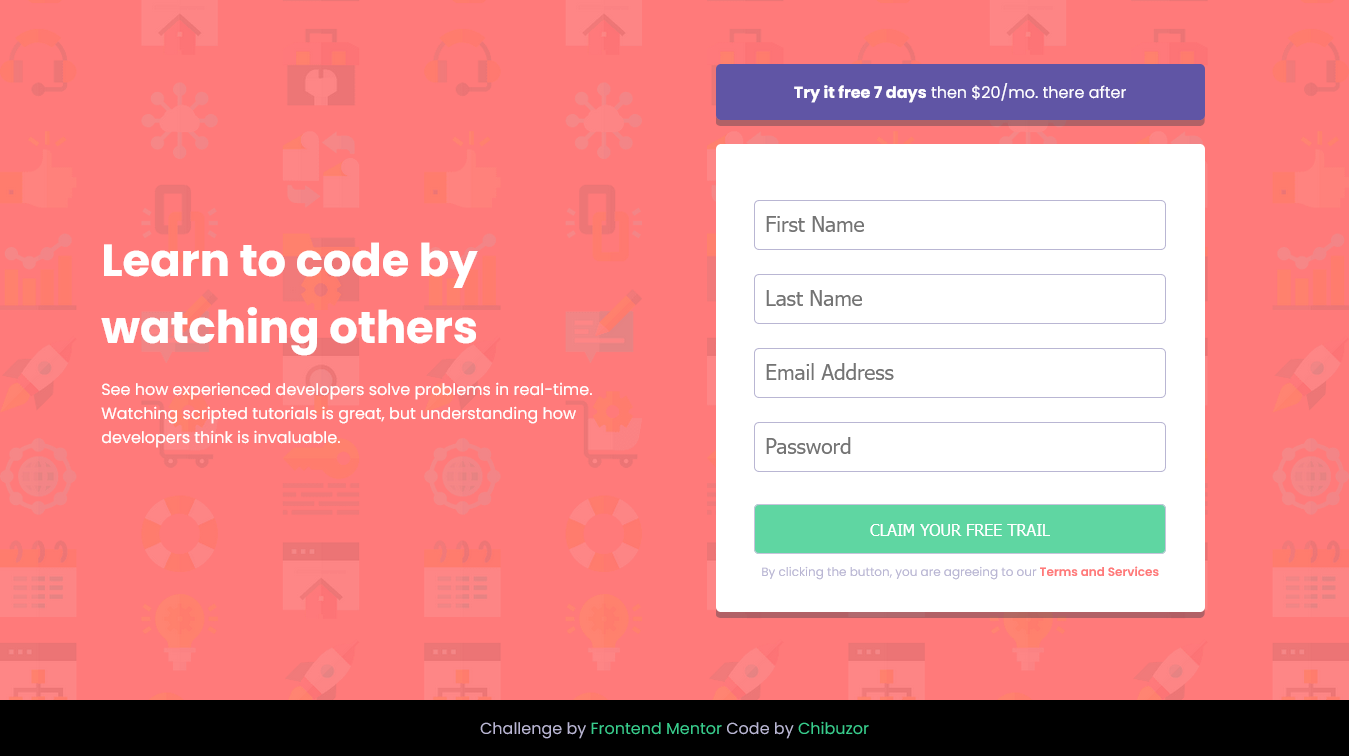 Learn to code by
watching others
See how experienced developers solve problems in real-time.
Watching scripted tutorials is great, but understanding how
developers think is invaluable.
Try it free 7 days then $20/mo. there after
First Name
Last Name
Email Address
Password
CLAIM YOUR FREE TRAIL
By clicking the button, you are agreeing to our Terms and Services
Challenge by Frontend Mentor Code by Chibuzor